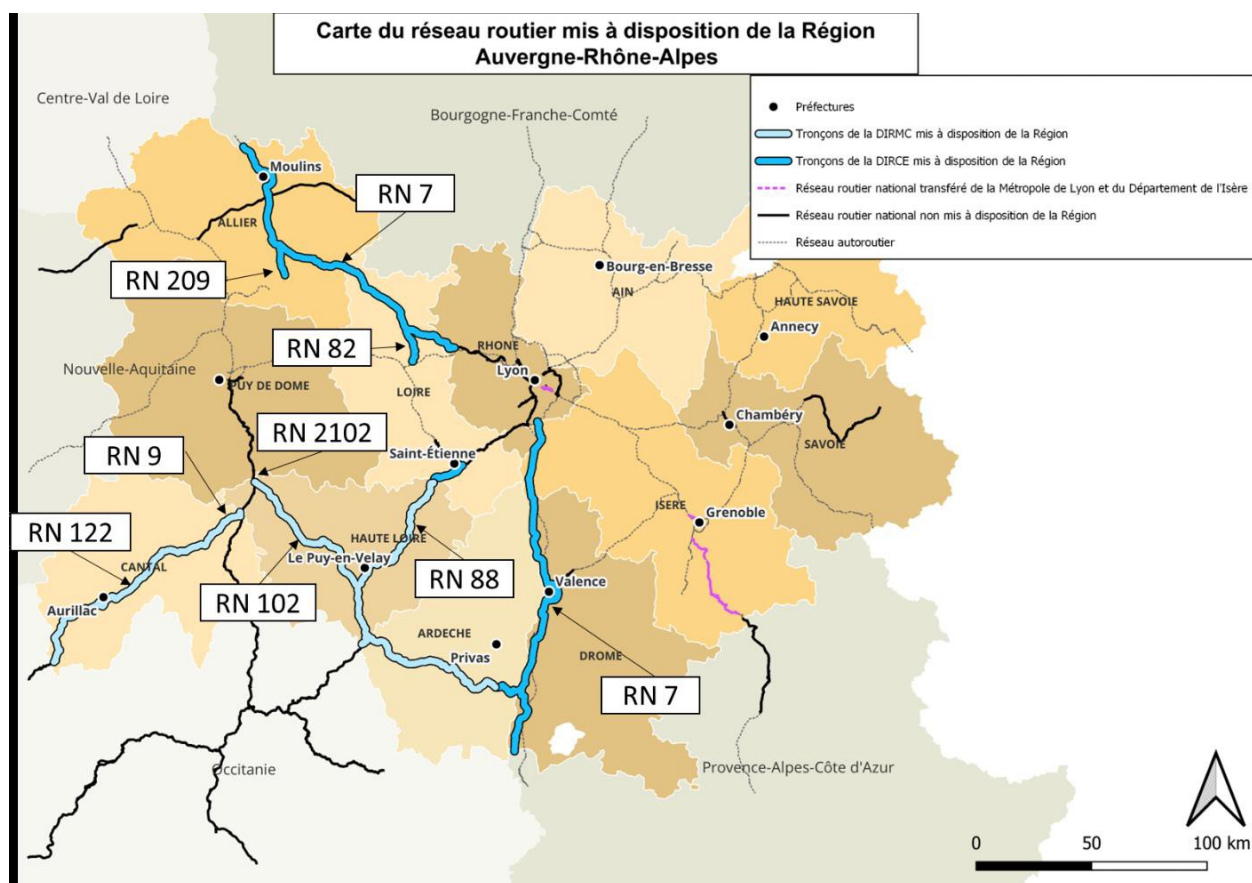 Carte du réseau routier mis à disposition de la Région
Auvergne-Rhône-Alpes
Préfectures
Tronçons de la DIRMC mis à disposition de la Région
Tronçons de la DIRCE mis à disposition de la Région
Réseau routier national transféré de la Métropole de Lyon et du Département de l'Isère
Réseau routier national non mis à disposition de la Région
Réseau autoroutier
Centre-Val de Loire
Bourgogne-Franche-Comté
Moulins
RN 7
ALLIER
RN 209
Bourg-en-Bresse
AIN
HAUTE SAVOIE
Annecy
RN 82
RHONE
Nouvelle-Aquitaine
Lyon
PUY DE DOME
LOIRE
Chambéry
SAVOIE
RN 2102
RN 9
Saint-Étienne
ISERE
Grenoble
RN 122
HAUTE LOIRE
Le Puy-en-Velay
CANTAL
RN 88
Valence
Aurillac
RN 102
ARDECHE
Privas
DROME
RN 7
Occitanie
Provence-Alpes-Côte d'Azur
0 50 100 km